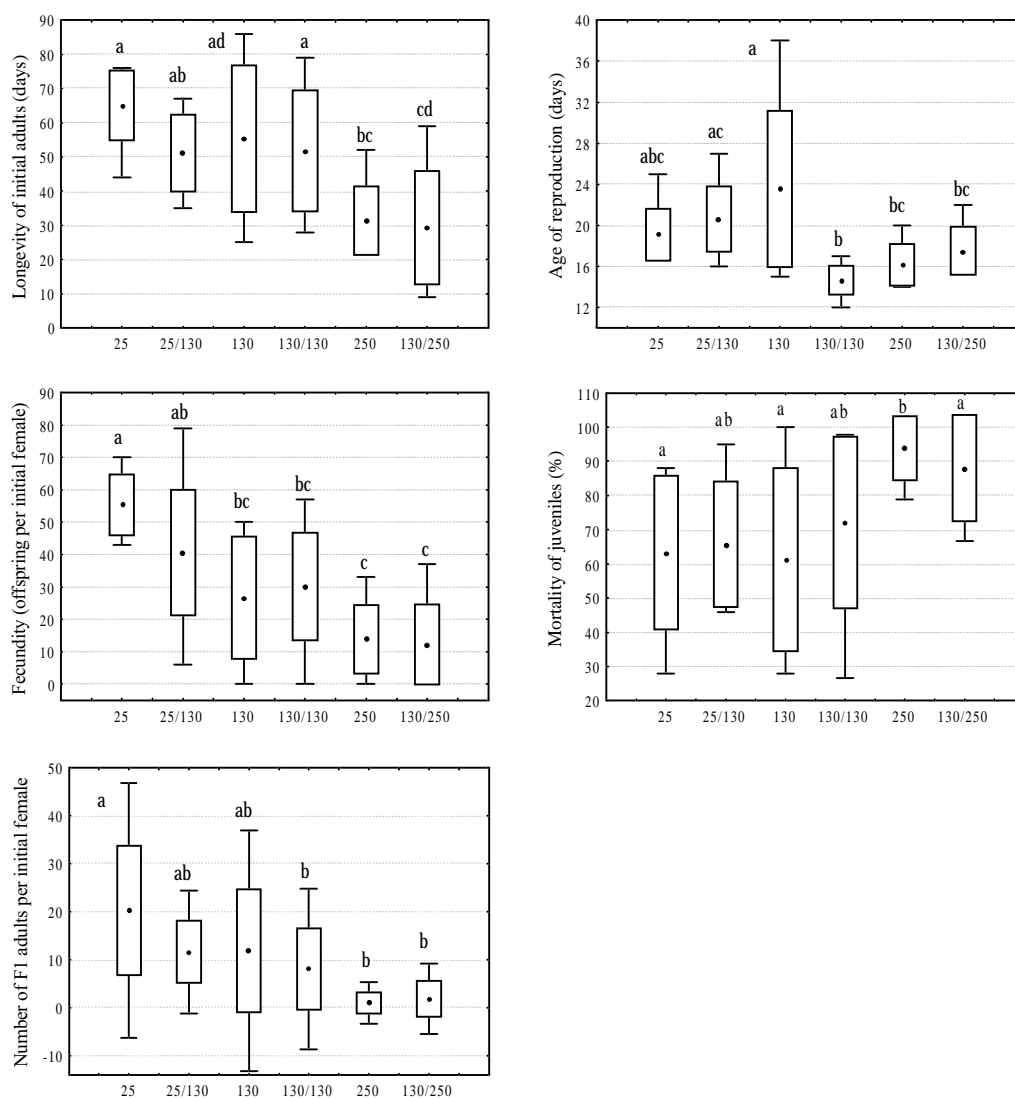 Longevity of initial adults (days)
90
80
70
60
50
40
30
20
10
0
a
ab
ad
a
bc
cd
25 25/130 130 130/130 250 130/250
Age of reproduction (days)
40
36
32
28
24
20
16
12
abc
ac
a
b
bc
bc
25 25/130 130 130/130 250 130/250
Fecundity (offspring per initial female)
90
80
70
60
50
40
30
20
10
0
a
ab
bc
bc
c
c
25 25/130 130 130/130 250 130/250
Mortality of juveniles (%)
110
100
90
80
70
60
50
40
30
20
a
ab
a
ab
b
a
25 25/130 130 130/130 250 130/250
Number of F1 adults per initial female
50
40
30
20
10
0
-10
a
ab
ab
b
b
b
25 25/130 130 130/130 250 130/250